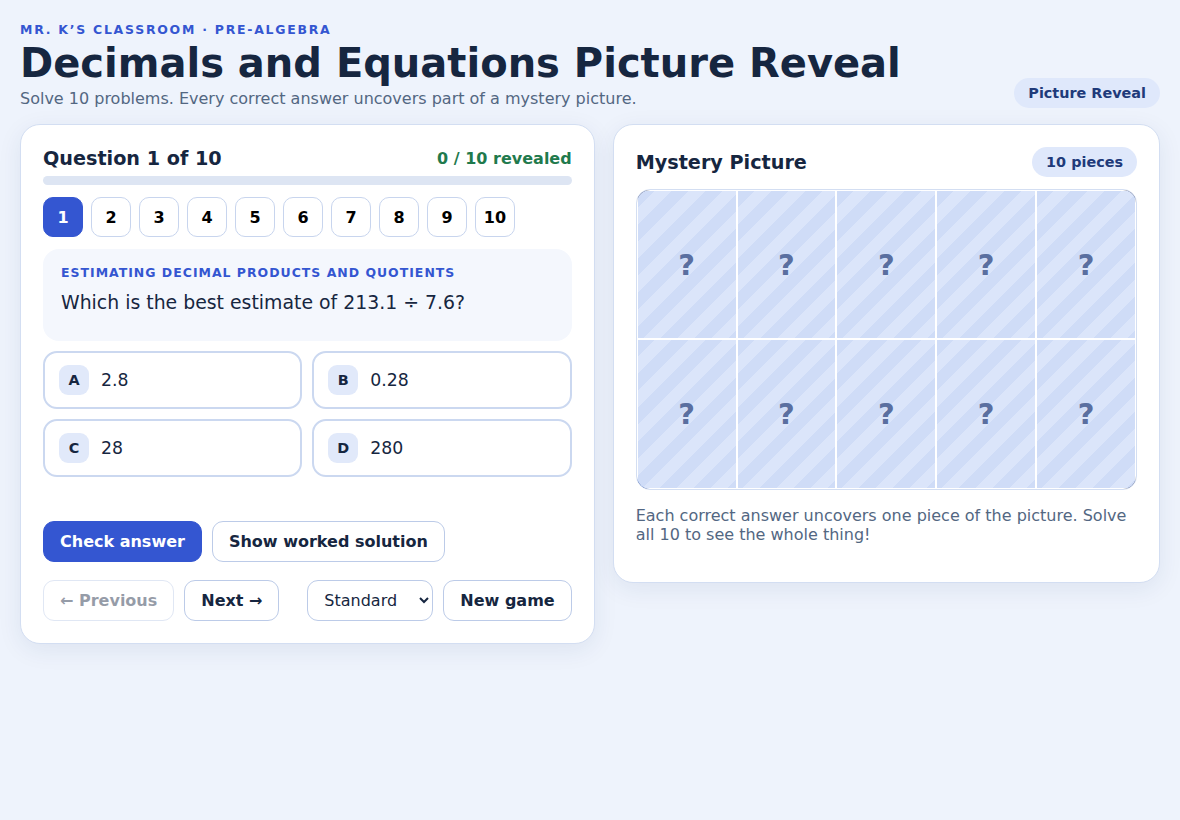 MR. K’S CLASSROOM · PRE-ALGEBRA
Decimals and Equations Picture Reveal
Solve 10 problems. Every correct answer uncovers part of a mystery picture.
Picture Reveal
Question 1 of 10
0 / 10 revealed
1 2 3 4 5 6 7 8 9 10
ESTIMATING DECIMAL PRODUCTS AND QUOTIENTS
Which is the best estimate of 213.1 ÷ 7.6?
A 2.8
B 0.28
C 28
D 280
Check answer
Show worked solution
← Previous
Next →
Standard
New game
Mystery Picture
10 pieces
? ? ? ? ?
? ? ? ? ?
Each correct answer uncovers one piece of the picture. Solve
all 10 to see the whole thing!